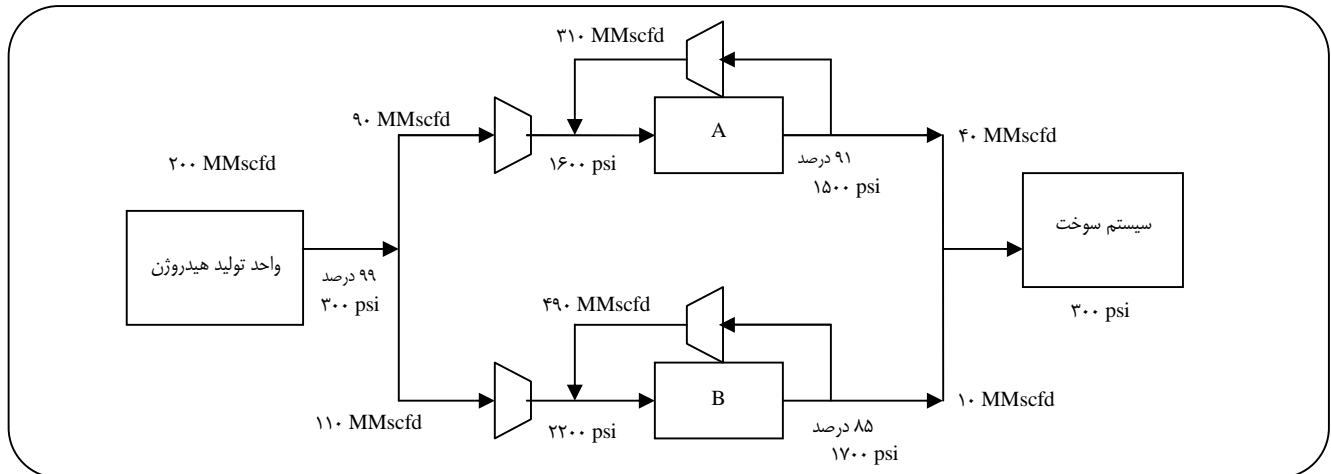 ۳۱۰ MMscfd
۹۰ MMscfd
A
۴۰ MMscfd
۲۰۰ MMscfd
۱۶۰۰ psi
۹۱ درصد
۱۵۰۰ psi
واحد تولید هیدروژن
۹۹ درصد
۳۰۰ psi
سیستم سوخت
۳۰۰ psi
۴۹۰ MMscfd
B
۱۱۰ MMscfd
۲۲۰۰ psi
۸۵ درصد
۱۷۰۰ psi
۱۰ MMscfd